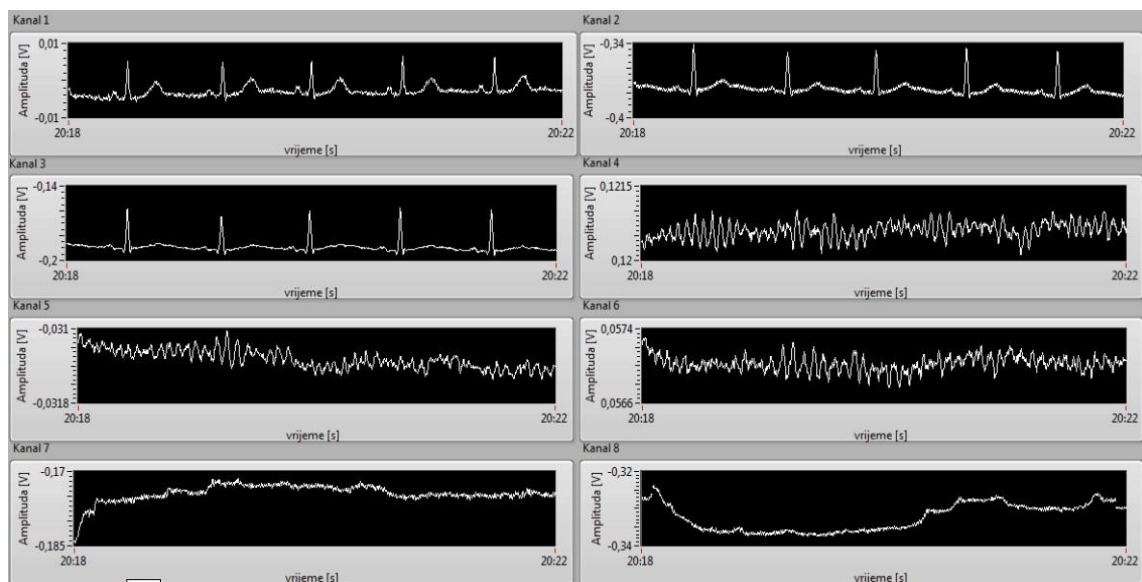 Kanal 1
Amplituda [V]
0,01
-0,01
20:18
20:22
vrijeme [s]
Kanal 2
Amplituda [V]
-0,34
-0,4
20:18
20:22
vrijeme [s]
Kanal 3
Amplituda [V]
-0,14
-0,2
20:18
20:22
vrijeme [s]
Kanal 4
Amplituda [V]
0,1215
0,12
20:18
20:22
vrijeme [s]
Kanal 5
Amplituda [V]
-0,031
-0,0318
20:18
20:22
vrijeme [s]
Kanal 6
Amplituda [V]
0,0574
0,0566
20:18
20:22
vrijeme [s]
Kanal 7
Amplituda [V]
-0,17
-0,185
20:18
20:22
vrijeme [s]
Kanal 8
Amplituda [V]
-0,32
-0,34
20:18
20:22
vrijeme [s]